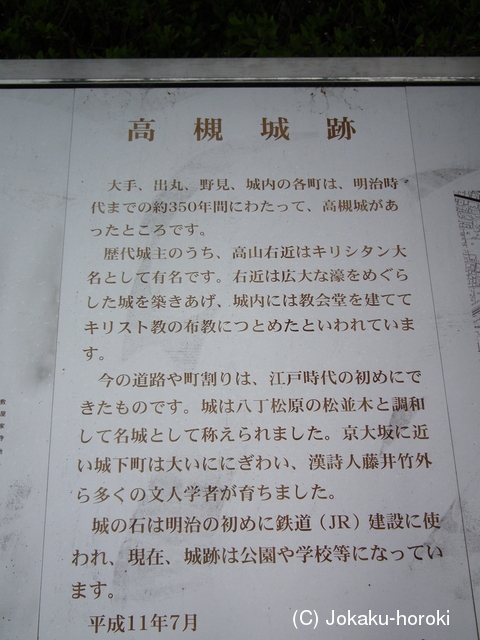 高槻城跡
大手、出丸、野見、城内の各町は、明治時
代までの約350年間にわたって、高槻城があ
ったところです。
歴代城主のうち、高山右近はキリシタン大
名として有名です。右近は広大な濠をめぐら
した城を築きあげ、城内には教会堂を建てて
キリスト教の布教につとめたといわれていま
す。
今の道路や町割りは、江戸時代の初めにで
きたものです。城は八丁松原の松並木と調和
して名城として称えられました。京大坂に近
い城下町は大いににぎわい、漢詩人藤井竹外
ら多くの文人学者が育ちました。
城の石は明治の初めに鉄道（JR）建設に使
われ、現在、城跡は公園や学校等になってい
ます。
平成11年7月
(C) Jokaku-horoki